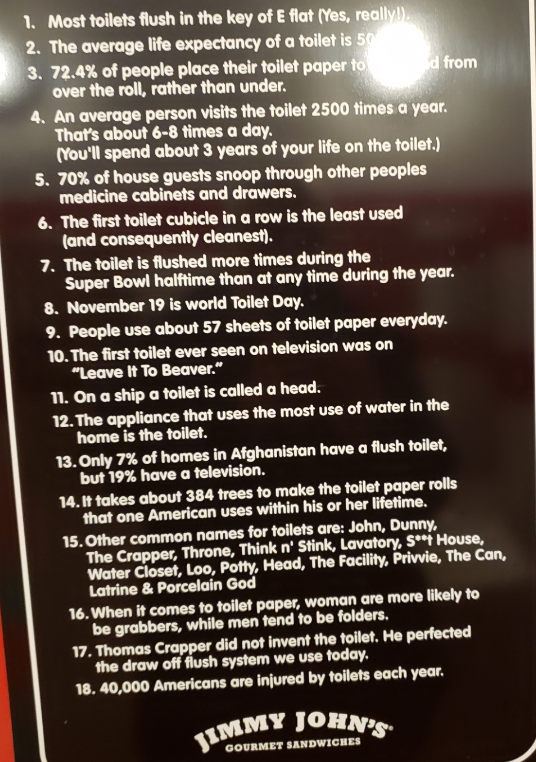 1. Most toilets flush in the key of E flat (Yes, really!).
2. The average life expectancy of a toilet is
3. 72.4% of people place their toilet paper from
over the roll, rather than under.
4. An average person visits the toilet 2500 times a year.
That's about 6-8 times a day.
(You'll spend about 3 years of your life on the toilet.)
5. 70% of house guests snoop through other peoples
medicine cabinets and drawers.
6. The first toilet cubicle in a row is the least used
(and consequently cleanest).
7. The toilet is flushed more times during the
Super Bowl halftime than at any time during the year.
8. November 19 is world Toilet Day.
9. People use about 57 sheets of toilet paper everyday.
10. The first toilet ever seen on television was on
"Leave It To Beaver."
11. On a ship a toilet is called a head.
12. The appliance that uses the most use of water in the
home is the toilet.
13. Only 7% of homes in Afghanistan have a flush toilet,
but 19% have a television.
14. It takes about 384 trees to make the toilet paper rolls
that one American uses within his or her lifetime.
15. Other common names for toilets are: John, Dunny,
The Crapper, Throne, Think n' Stink, Lavatory, S**t House,
Water Closet, Loo, Potty, Head, The Facility, Privvie, The Can,
Latrine & Porcelain God
16. When it comes to toilet paper, woman are more likely to
be grabbers, while men tend to be folders.
17. Thomas Crapper did not invent the toilet. He perfected
the draw off flush system we use today.
18. 40,000 Americans are injured by toilets each year.
JIMMY JOHN'S®
GOURMET SANDWICHES